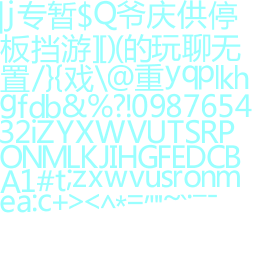 |j专暂$Q爷庆供停
板挡游][)(的玩聊无
置/}{戏\@重yqplkh
gfdb&%?!0987654
32iZYXWVUTSRP
ONMLKJIHGFEDCB
A1#t;zxwvusronm
ea:c+><^*="'~`-_